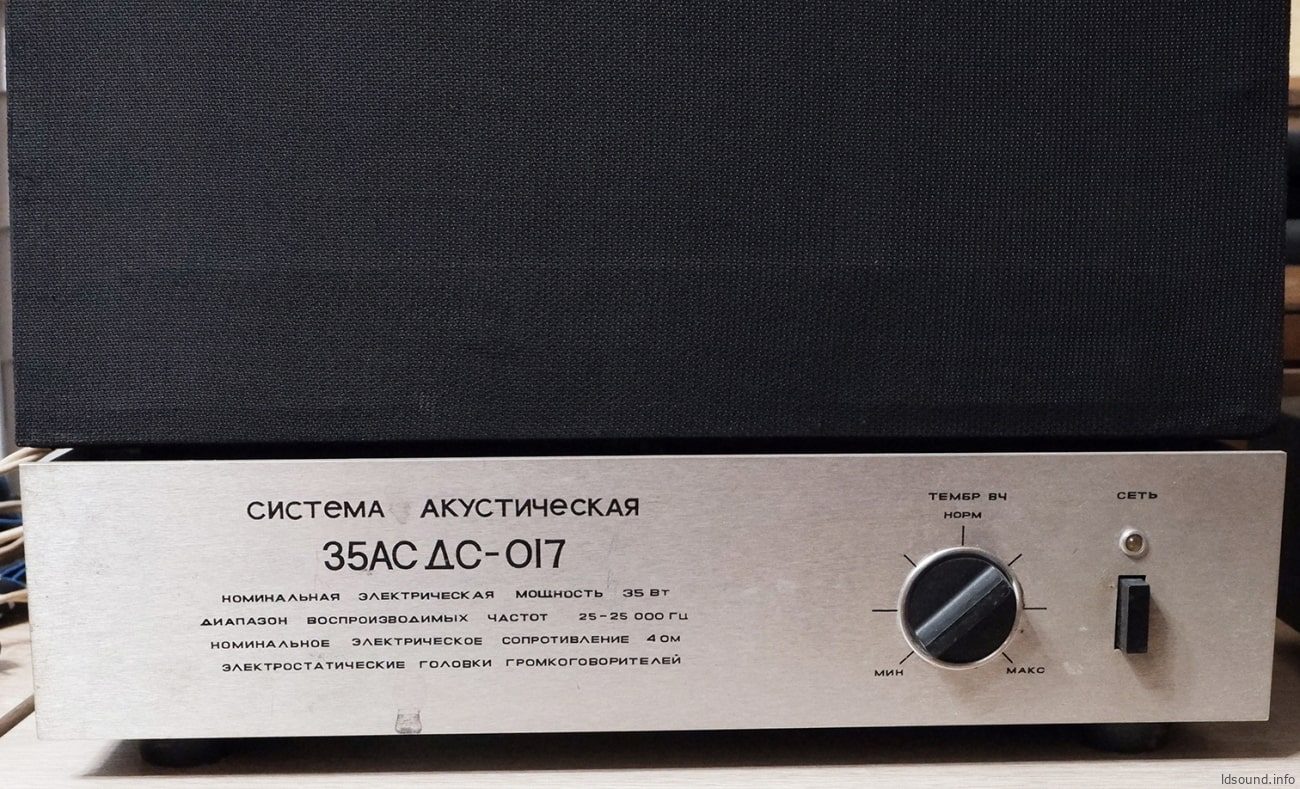 СИСТЕМА АКУСТИЧЕСКАЯ
35АС ДС-017
НОМИНАЛЬНАЯ ЭЛЕКТРИЧЕСКАЯ МОЩНОСТЬ 35 ВТ
ДИАПАЗОН ВОСПРОИЗВОДИМЫХ ЧАСТОТ 25-25 000 ГЦ
НОМИНАЛЬНОЕ ЭЛЕКТРИЧЕСКОЕ СОПРОТИВЛЕНИЕ 4 ОМ
ЭЛЕКТРОСТАТИЧЕСКИЕ ГОЛОВКИ ГРОМКОГОВОРИТЕЛЕЙ
ТЕМБР ВЧ
НОРМ
МИН
МАКС
СЕТЬ
ldsound.info